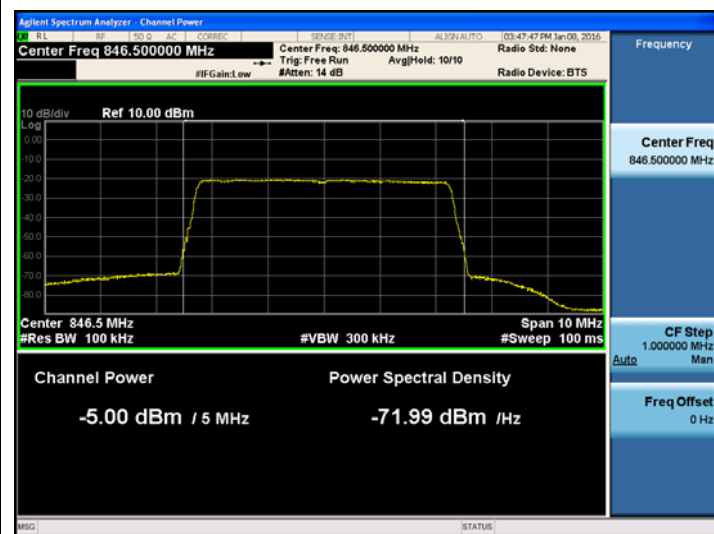 Agilent Spectrum Analyzer - Channel Power
RL RF 50 Ω AC CORREC SENSE:INT ALIGN AUTO 03:47:47 PM Jan 08, 2016
Center Freq 846.500000 MHz
Center Freq: 846.500000 MHz
Radio Std: None
Trig: Free Run Avg|Hold: 10/10
#IFGain:Low
#Atten: 14 dB
Radio Device: BTS
Frequency
10 dB/div Ref 10.00 dBm
Log
0.00
-10.0
-20.0
-30.0
-40.0
-50.0
-60.0
-70.0
-80.0
Center 846.5 MHz
Span 10 MHz
#Res BW 100 kHz
#VBW 300 kHz
#Sweep 100 ms
Channel Power
Power Spectral Density
-5.00 dBm / 5 MHz
-71.99 dBm /Hz
Center Freq
846.500000 MHz
CF Step
1.000000 MHz
Auto Man
Freq Offset
0 Hz
MSG
STATUS